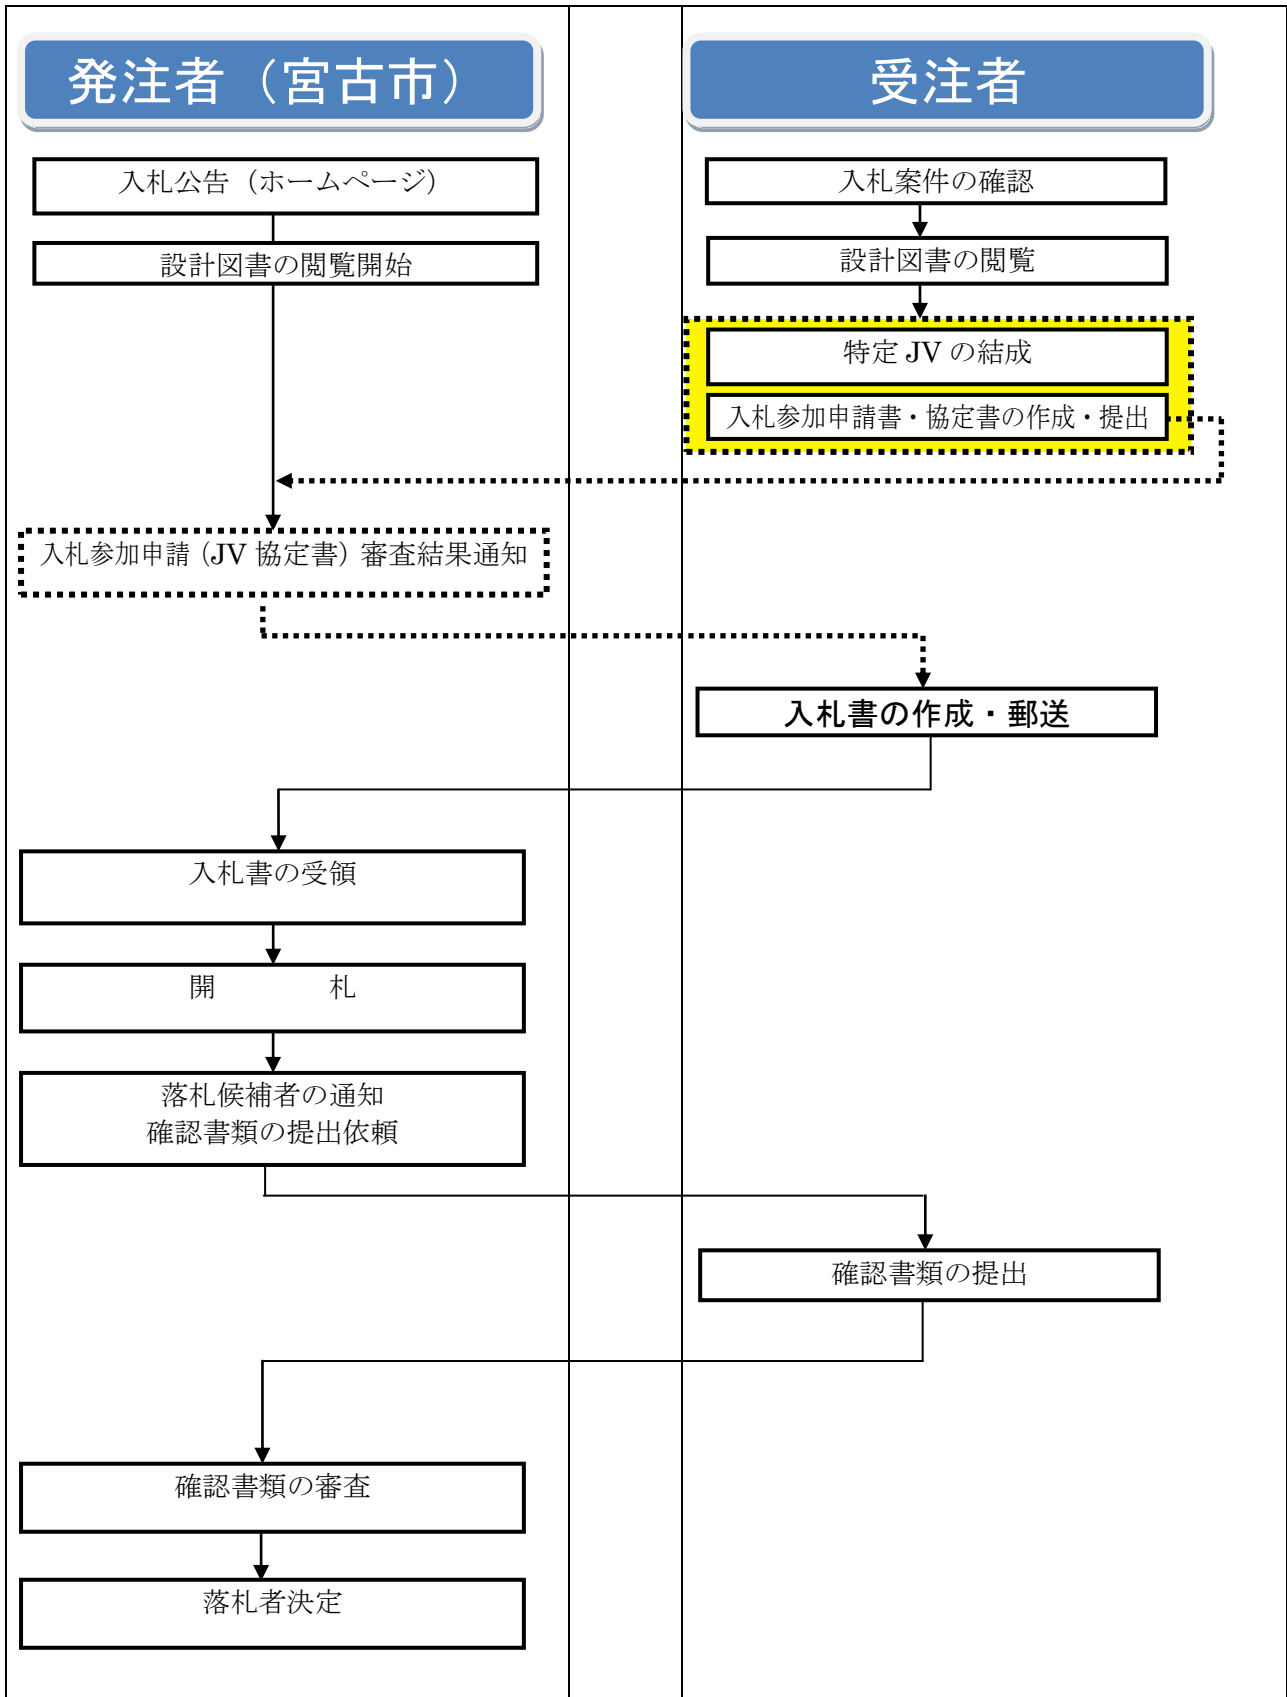 発注者（宮古市）
受注者
入札公告（ホームページ）
入札案件の確認
設計図書の閲覧開始
設計図書の閲覧
特定 JV の結成
入札参加申請書・協定書の作成・提出
入札参加申請（JV 協定書）審査結果通知
入札書の作成・郵送
入札書の受領
開　　　　札
落札候補者の通知
確認書類の提出依頼
確認書類の提出
確認書類の審査
落札者決定